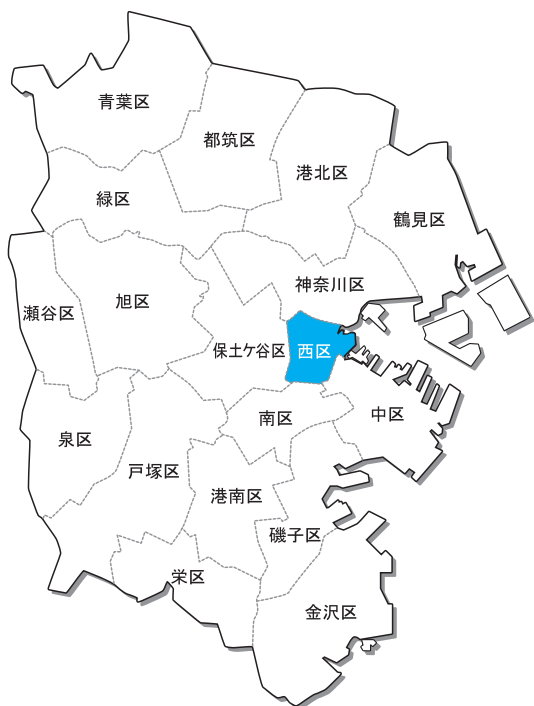 青葉区
都筑区
港北区
緑区
鶴見区
神奈川区
瀬谷区
旭区
保土ケ谷区
西区
南区
中区
泉区
戸塚区
港南区
磯子区
栄区
金沢区